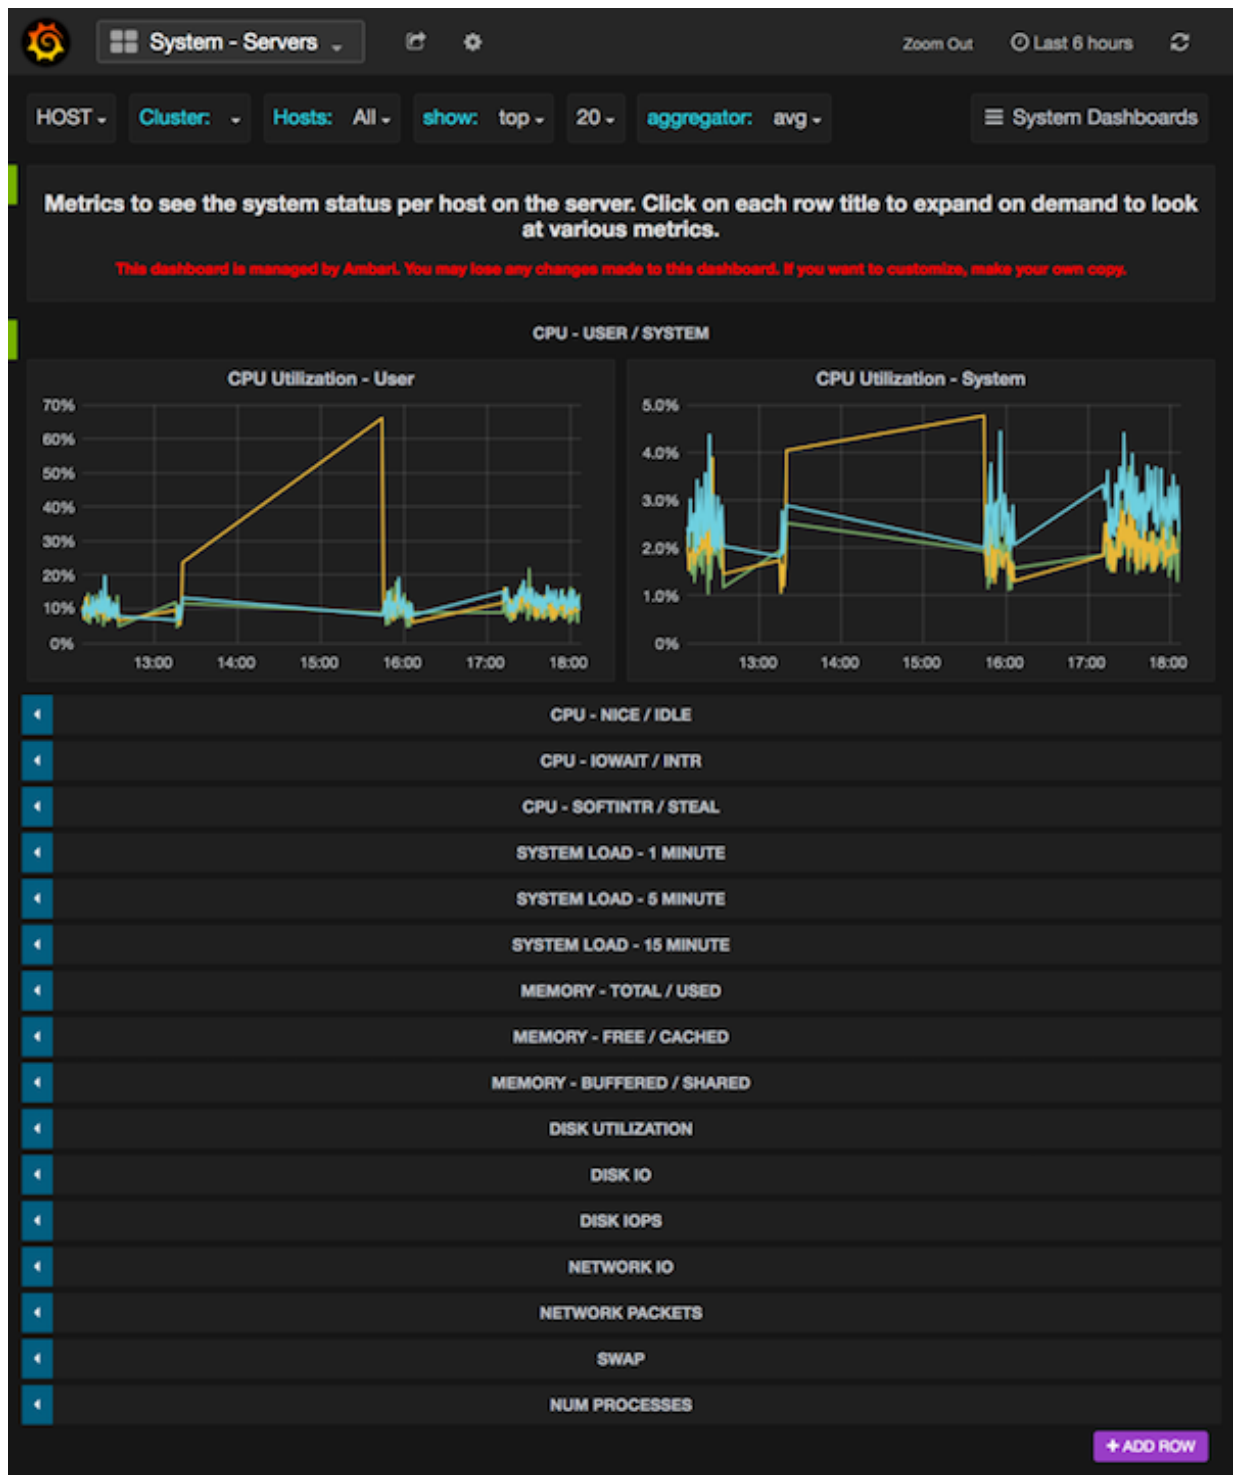 System - Servers
Zoom Out
Last 6 hours
HOST
Cluster:
Hosts: All
show: top
20
aggregator: avg
System Dashboards
Metrics to see the system status per host on the server. Click on each row title to expand on demand to look
at various metrics.
This dashboard is managed by Ambari. You may lose any changes made to this dashboard. If you want to customize, make your own copy.
CPU - USER / SYSTEM
CPU Utilization - User
70%
60%
50%
40%
30%
20%
10%
0%
13:00 14:00 15:00 16:00 17:00 18:00
CPU Utilization - System
5.0%
4.0%
3.0%
2.0%
1.0%
0%
13:00 14:00 15:00 16:00 17:00 18:00
CPU - NICE / IDLE
CPU - IOWAIT / INTR
CPU - SOFTINTR / STEAL
SYSTEM LOAD - 1 MINUTE
SYSTEM LOAD - 5 MINUTE
SYSTEM LOAD - 15 MINUTE
MEMORY - TOTAL / USED
MEMORY - FREE / CACHED
MEMORY - BUFFERED / SHARED
DISK UTILIZATION
DISK IO
DISK IOPS
NETWORK IO
NETWORK PACKETS
SWAP
NUM PROCESSES
+ ADD ROW